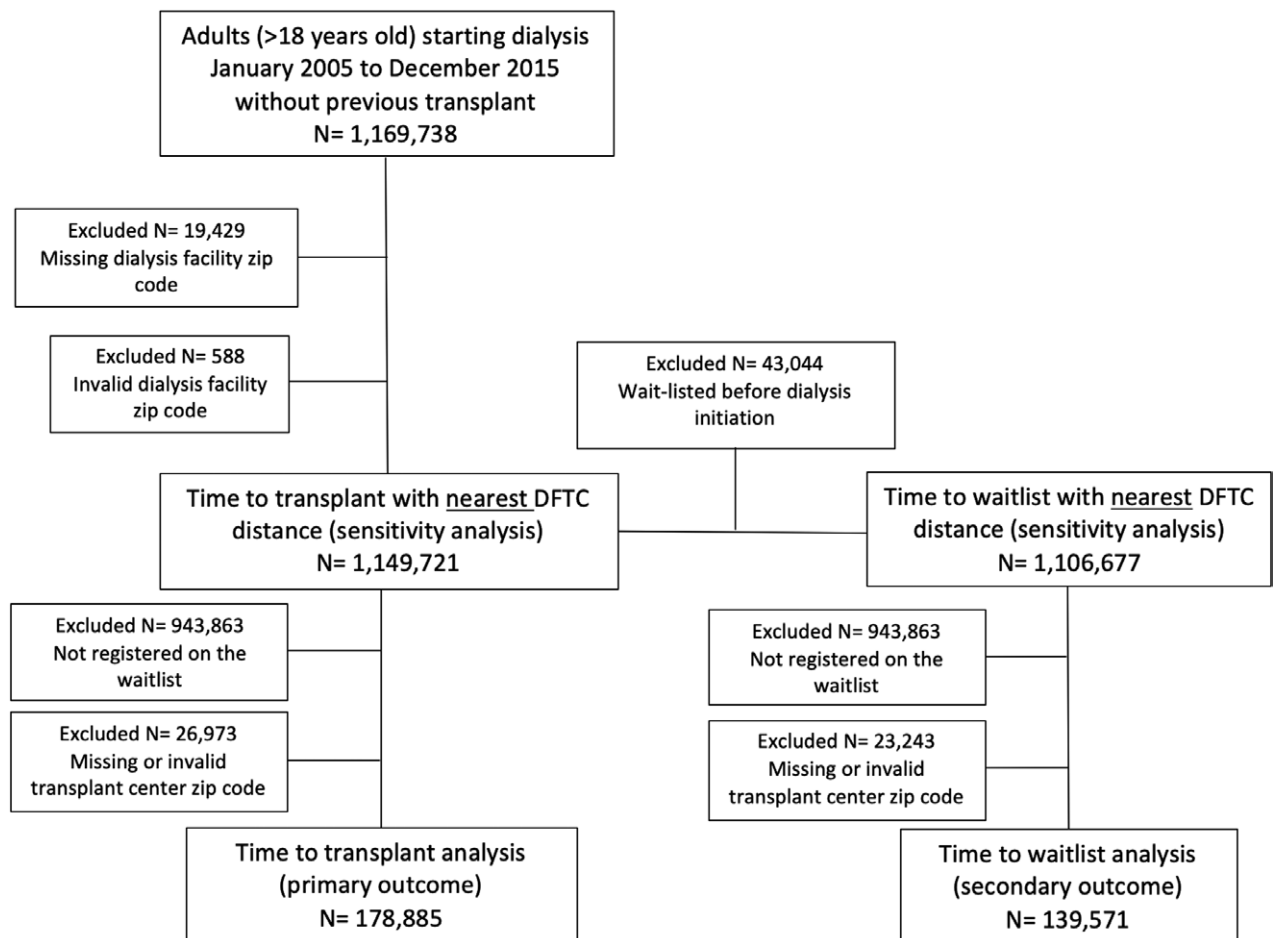 Adults (>18 years old) starting dialysis
January 2005 to December 2015
without previous transplant
N= 1,169,738
Excluded N= 19,429
Missing dialysis facility zip
code
Excluded N= 588
Invalid dialysis facility
zip code
Excluded N= 43,044
Wait-listed before dialysis
initiation
Time to transplant with nearest DFTC
distance (sensitivity analysis)
N= 1,149,721
Time to waitlist with nearest DFTC
distance (sensitivity analysis)
N= 1,106,677
Excluded N= 943,863
Not registered on the
waitlist
Excluded N= 26,973
Missing or invalid
transplant center zip code
Excluded N= 943,863
Not registered on the
waitlist
Excluded N= 23,243
Missing or invalid
transplant center zip code
Time to transplant analysis
(primary outcome)
N= 178,885
Time to waitlist analysis
(secondary outcome)
N= 139,571